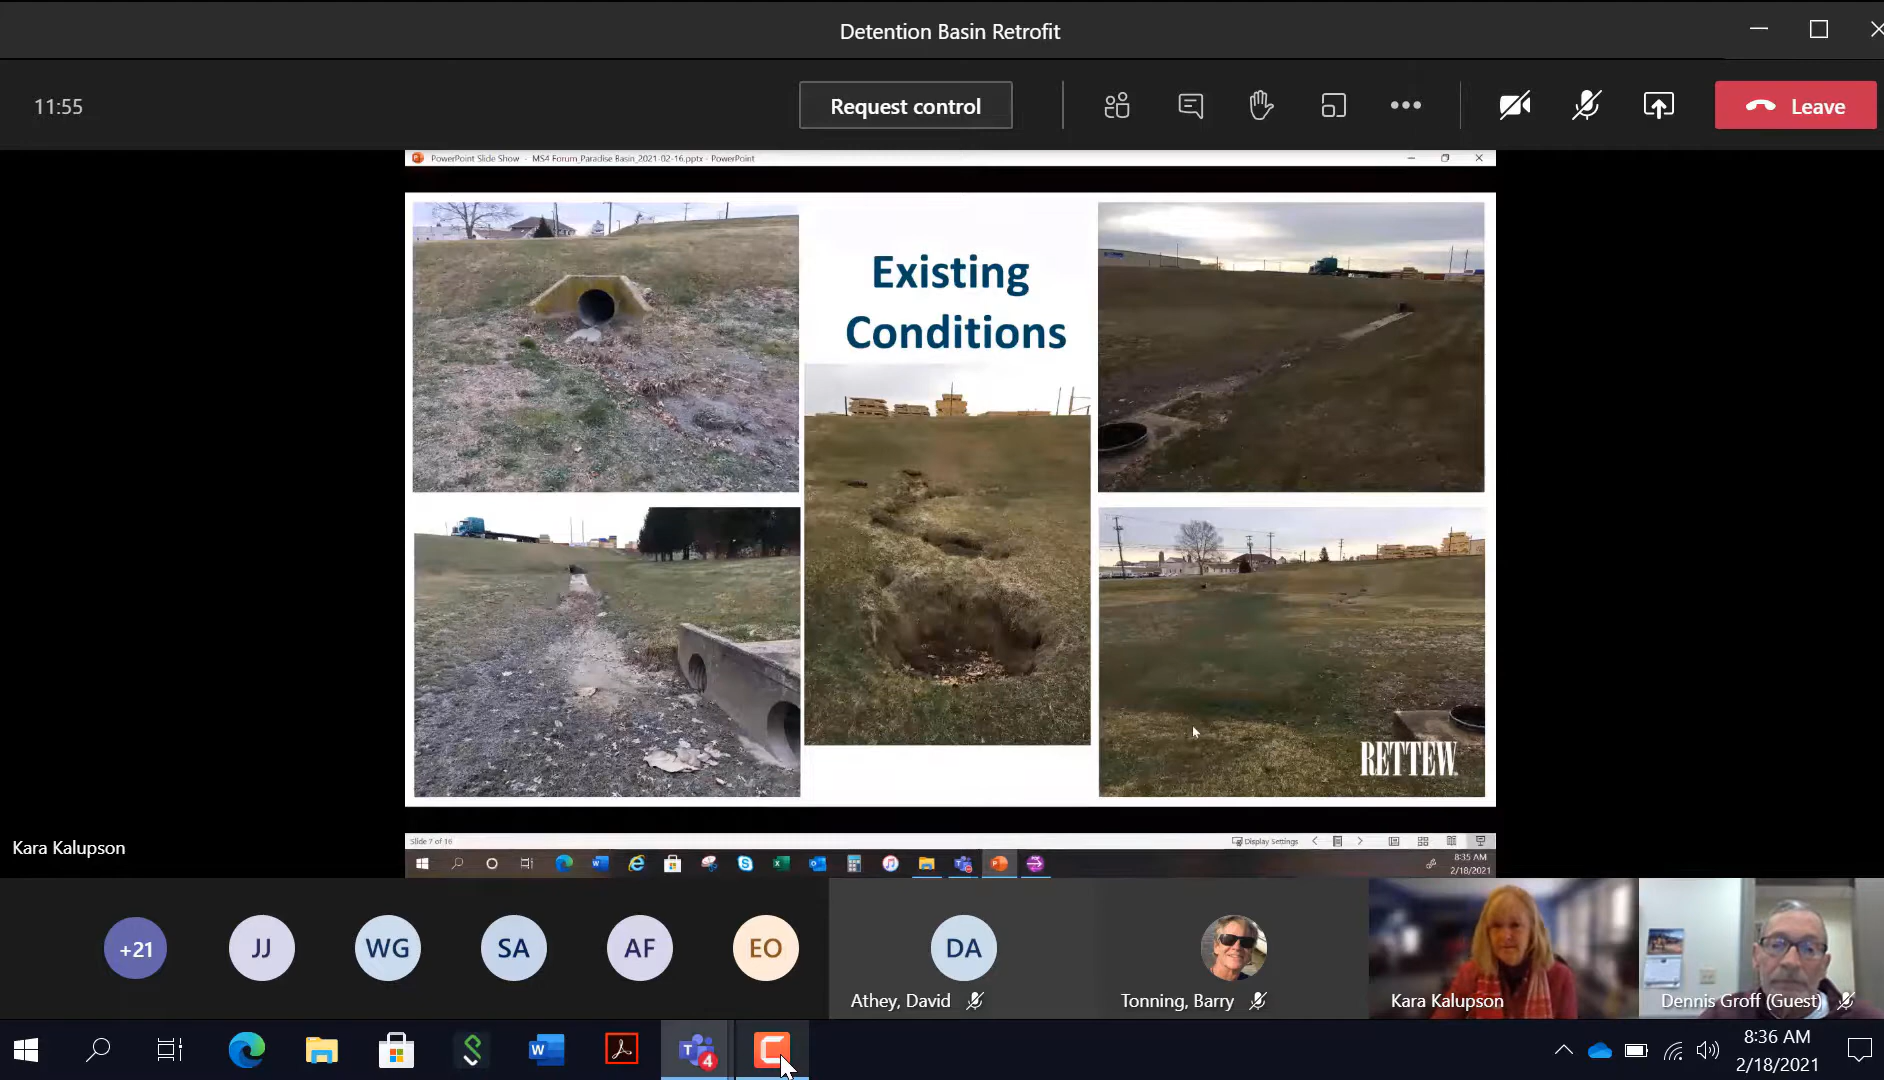 Detention Basin Retrofit
11:55
Request control
Leave
PowerPoint Slide Show - MS4 Forum_Paradise Basin_2021-02-16.pptx - PowerPoint
Existing
Conditions
RETTEW
Kara Kalupson
Slide 7 of 16
Display Settings
8:35 AM
2/18/2021
+21
JJ
WG
SA
AF
EO
DA
Athey, David
Tonning, Barry
Kara Kalupson
Dennis Groff (Guest)
4
8:36 AM
2/18/2021